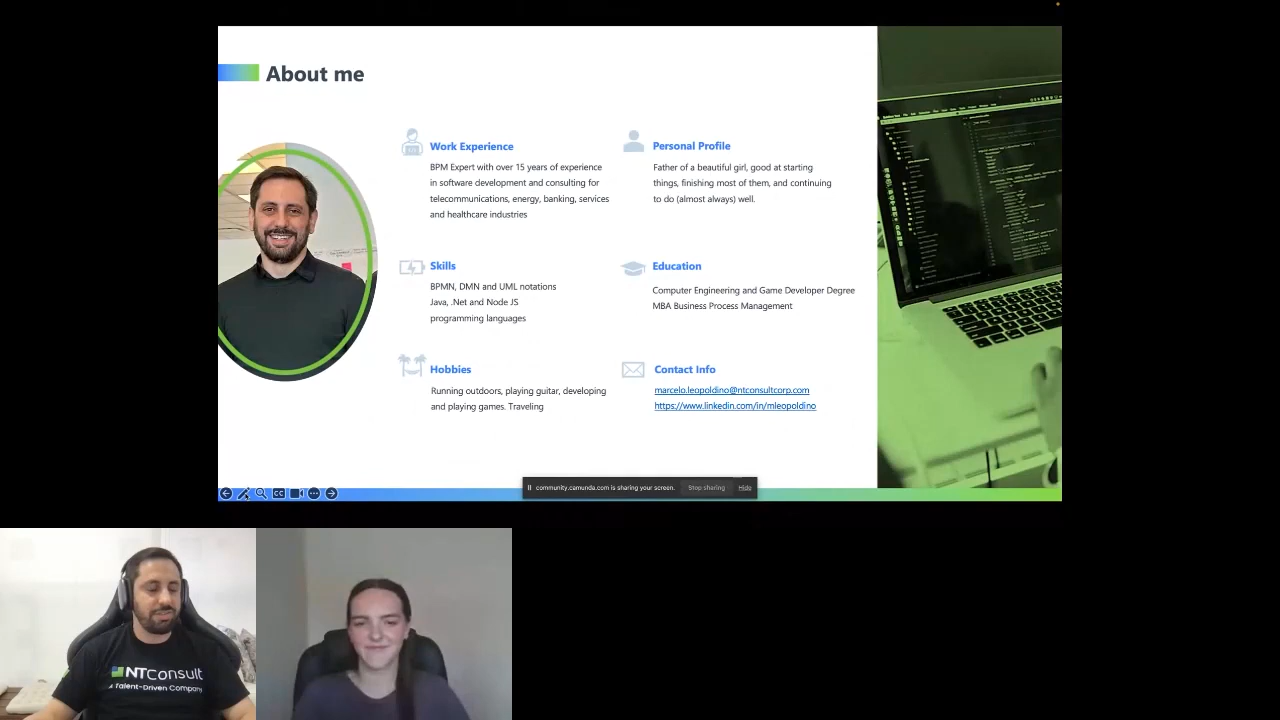 About me
Work Experience
BPM Expert with over 15 years of experience
in software development and consulting for
telecommunications, energy, banking, services
and healthcare industries
Personal Profile
Father of a beautiful girl, good at starting
things, finishing most of them, and continuing
to do (almost always) well.
Skills
BPMN, DMN and UML notations
Java, .Net and Node JS
programming languages
Education
Computer Engineering and Game Developer Degree
MBA Business Process Management
Hobbies
Running outdoors, playing guitar, developing
and playing games. Traveling
Contact Info
marcelo.leopoldino@ntconsultcorp.com
https://www.linkedin.com/in/mleopoldino
community.camunda.com is sharing your screen. Stop sharing Hide
CC
NTConsult
Talent-Driven Company